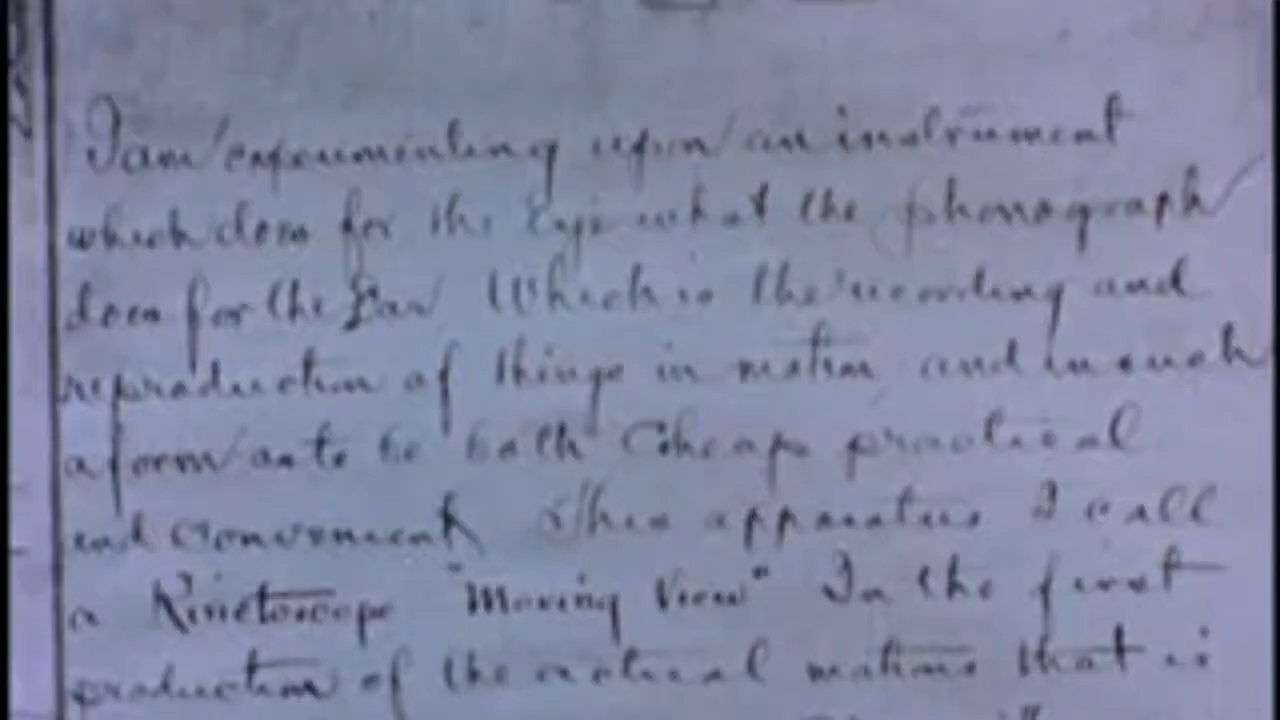 I am experimenting upon an instrument
which does for the Eye what the phonograph
does for the Ear Which is the recording and
reproduction of things in motion and in such
a form as to be both Cheap practical
and Convenient This apparatus I call
a Kinetoscope "Moving View" In the first
production of the actual motions that is